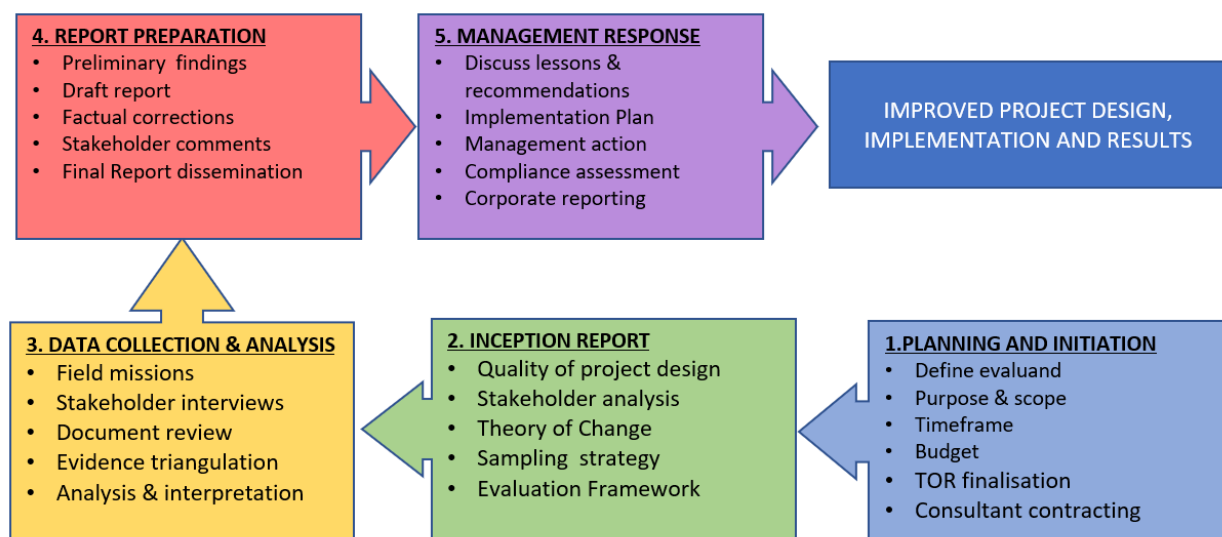 4. REPORT PREPARATION
• Preliminary findings
• Draft report
• Factual corrections
• Stakeholder comments
• Final Report dissemination
5. MANAGEMENT RESPONSE
• Discuss lessons &
recommendations
• Implementation Plan
• Management action
• Compliance assessment
• Corporate reporting
IMPROVED PROJECT DESIGN,
IMPLEMENTATION AND RESULTS
3. DATA COLLECTION & ANALYSIS
• Field missions
• Stakeholder interviews
• Document review
• Evidence triangulation
• Analysis & interpretation
2. INCEPTION REPORT
• Quality of project design
• Stakeholder analysis
• Theory of Change
• Sampling strategy
• Evaluation Framework
1.PLANNING AND INITIATION
• Define evaluand
• Purpose & scope
• Timeframe
• Budget
• TOR finalisation
• Consultant contracting